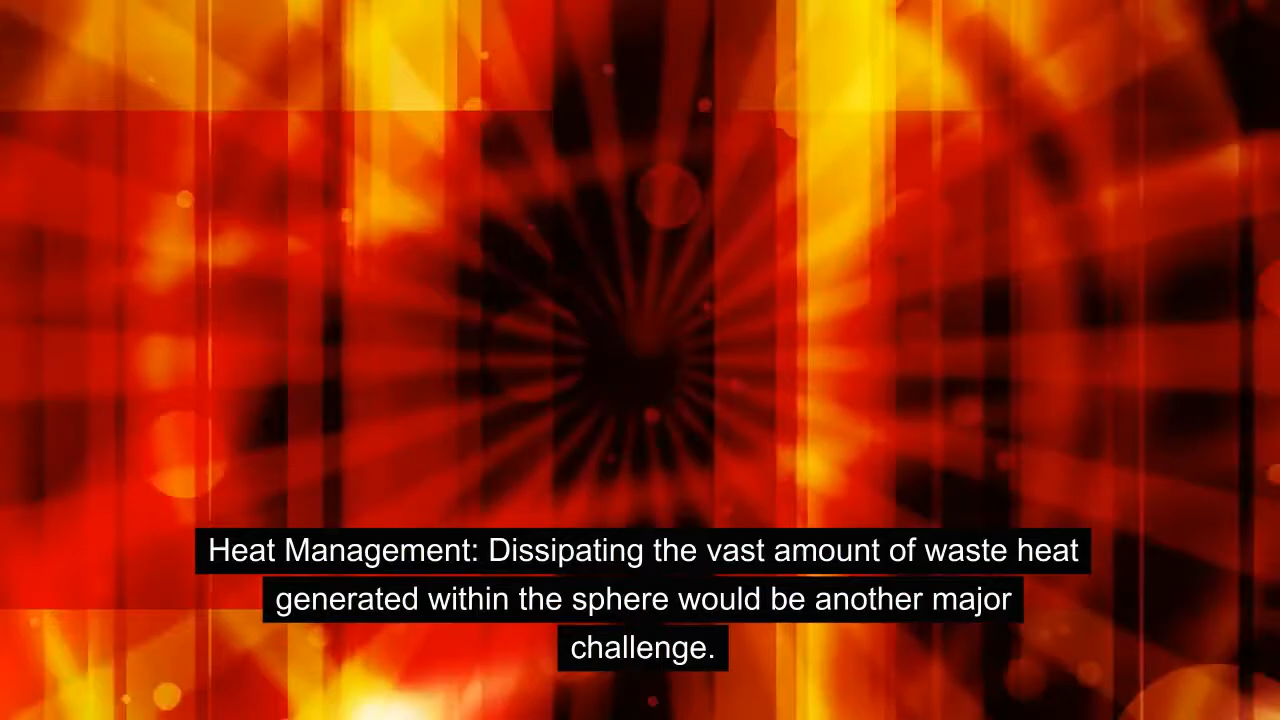 Heat Management: Dissipating the vast amount of waste heat
generated within the sphere would be another major
challenge.